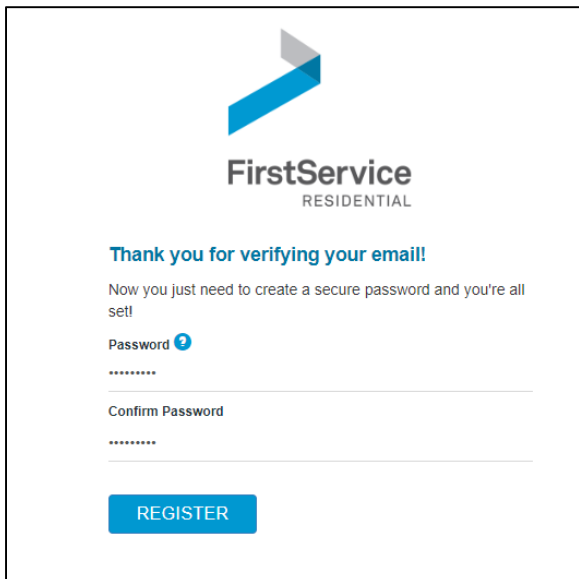 FirstService
RESIDENTIAL
Thank you for verifying your email!
Now you just need to create a secure password and you're all
set!
Password ?
•••••••••
Confirm Password
•••••••••
REGISTER